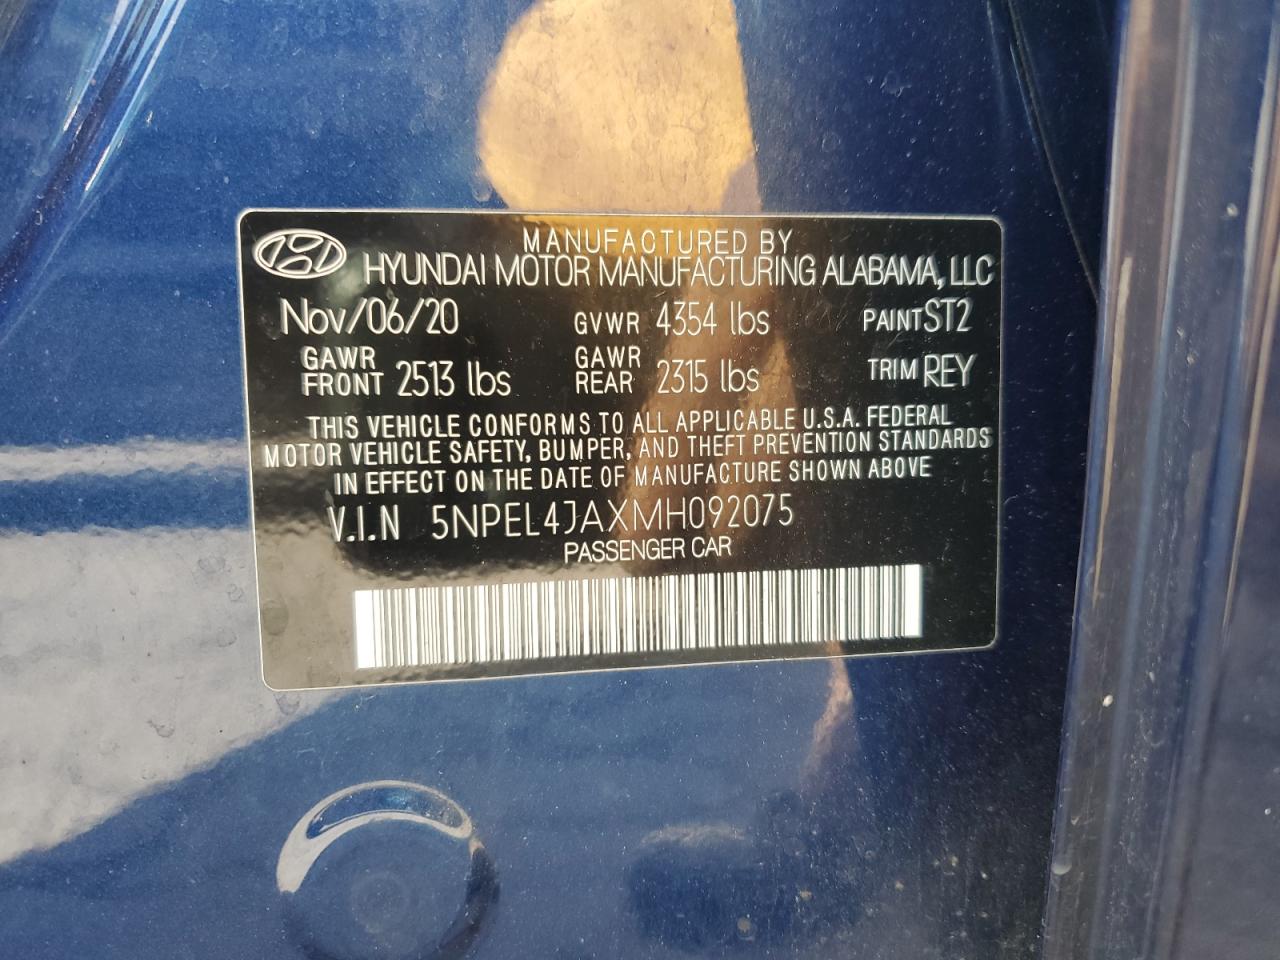 MANUFACTURED BY
HYUNDAI MOTOR MANUFACTURING ALABAMA, LLC
Nov/06/20 GVWR 4354 lbs PAINT ST2
GAWR FRONT 2513 lbs GAWR REAR 2315 lbs TRIM REY
THIS VEHICLE CONFORMS TO ALL APPLICABLE U.S.A. FEDERAL
MOTOR VEHICLE SAFETY, BUMPER, AND THEFT PREVENTION STANDARDS
IN EFFECT ON THE DATE OF MANUFACTURE SHOWN ABOVE
V.I.N 5NPEL4JAXMH092075
PASSENGER CAR